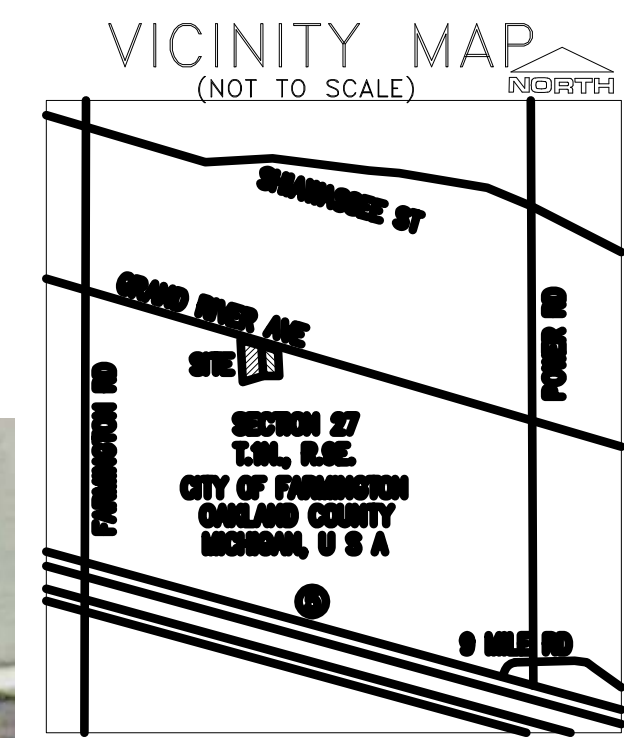 VICINITY MAP
NORTH
(NOT TO SCALE)
SHIAWASSEE ST
GRAND RIVER AVE
POWER RD
SITE
FARMINGTON RD
SECTION 27
T.1N., R.9E.
CITY OF FARMINGTON
OAKLAND COUNTY
MICHIGAN, U S A
9 MILE RD